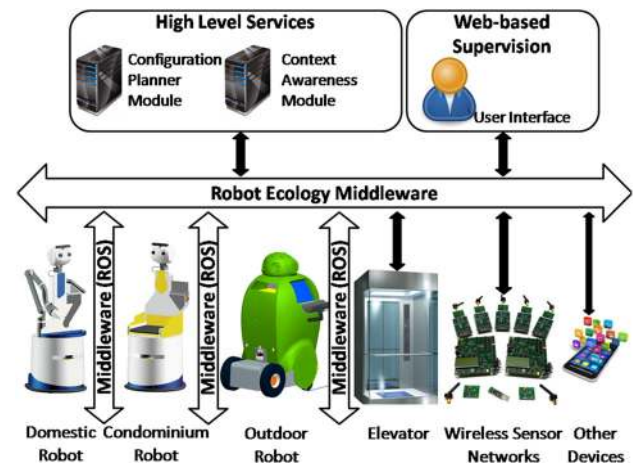 High Level Services
Configuration
Planner
Module
Context
Awareness
Module
Web-based
Supervision
User Interface
Robot Ecology Middleware
Middleware (ROS)
Middleware (ROS)
Middleware (ROS)
Domestic
Robot
Condominium
Robot
Outdoor
Robot
Elevator
Wireless Sensor
Networks
Other
Devices